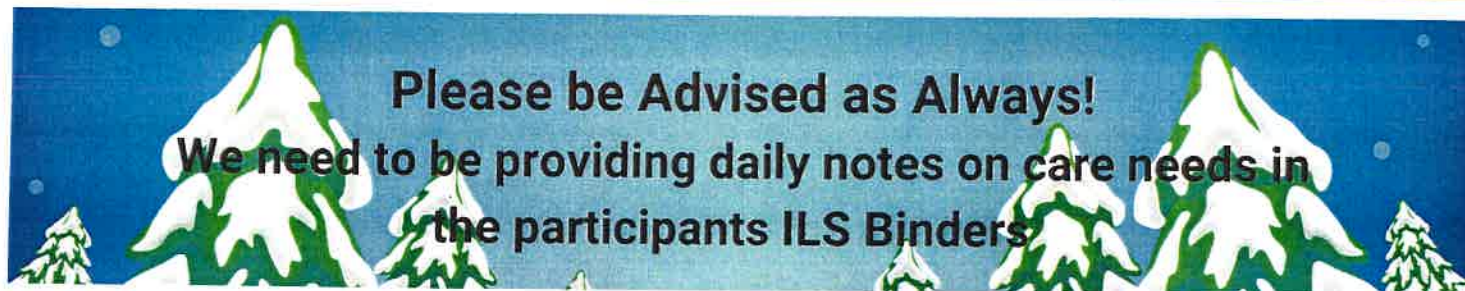 Please be Advised as Always!
We need to be providing daily notes on care needs in
the participants ILS Binders